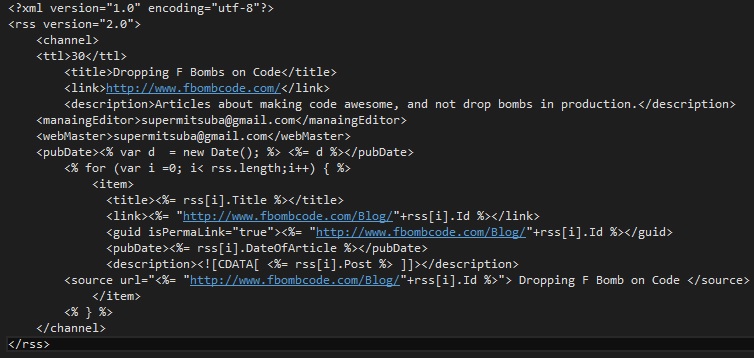 <?xml version="1.0" encoding="utf-8"?>
<rss version="2.0">
<channel>
<ttl>30</ttl>
<title>Dropping F Bombs on Code</title>
<link>http://www.fbombcode.com/</link>
<description>Articles about making code awesome, and not drop bombs in production.</description>
<manaingEditor>supermitsuba@gmail.com</manaingEditor>
<webMaster>supermitsuba@gmail.com</webMaster>
<pubDate><% var d  = new Date(); %> <%= d %></pubDate>
<% for (var i =0; i< rss.length;i++) { %>
<item>
<title><%= rss[i].Title %></title>
<link><%= "http://www.fbombcode.com/Blog/"+rss[i].Id %></link>
<guid isPermaLink="true"><%= "http://www.fbombcode.com/Blog/"+rss[i].Id %></guid>
<pubDate><%= rss[i].DateOfArticle %></pubDate>
<description><![CDATA[ <%= rss[i].Post %> ]]></description>
<source url="<%= "http://www.fbombcode.com/Blog/"+rss[i].Id %>"> Dropping F Bomb on Code </source>
</item>
<% } %>
</channel>
</rss>